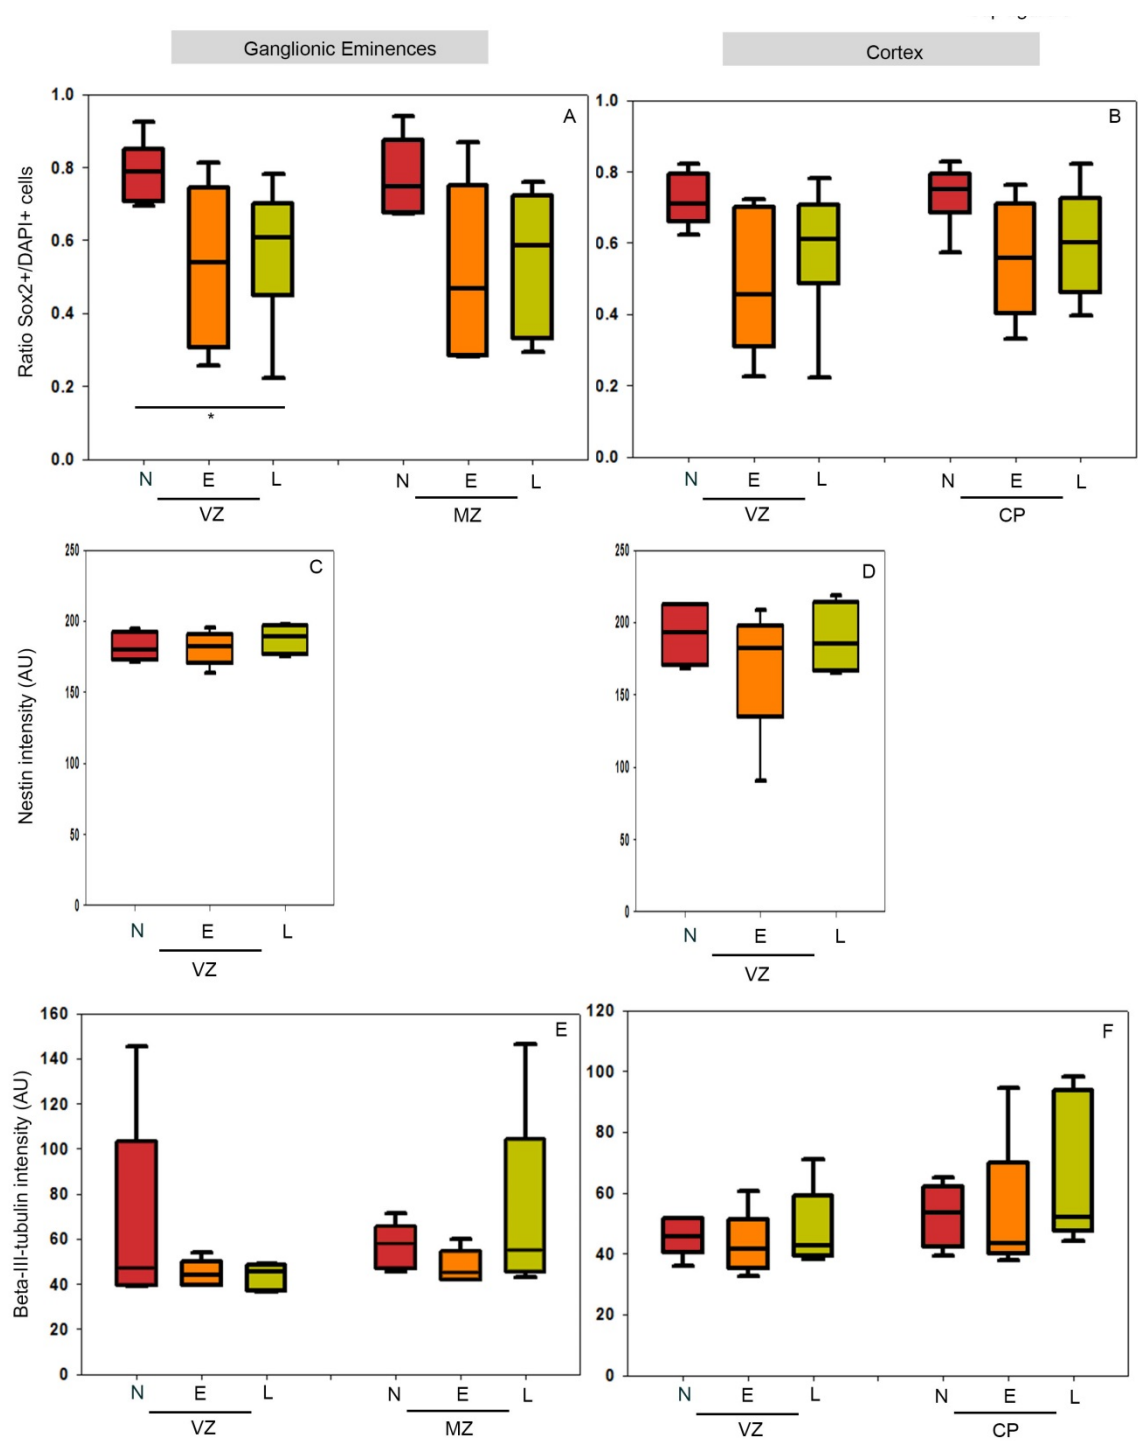 Ganglionic Eminences
Cortex
Ratio Sox2+/DAPI+ cells
1.0
0.8
0.6
0.4
0.2
0.0
A
*
N E L N E L
VZ MZ
1.0
0.8
0.6
0.4
0.2
0.0
B
N E L N E L
VZ CP
Nestin intensity (AU)
250
200
150
100
50
0
C
N E L
VZ
250
200
150
100
50
0
D
N E L
VZ
Beta-III-tubulin intensity (AU)
160
140
120
100
80
60
40
20
0
E
N E L N E L
VZ MZ
120
100
80
60
40
20
0
F
N E L N E L
VZ CP